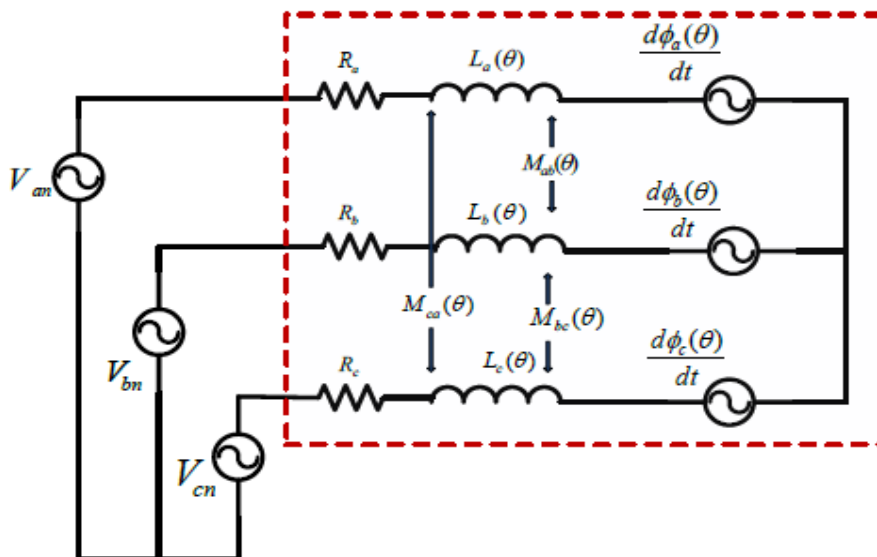 R_a
L_a(θ)
dϕ_a(θ)
dt
V_an
M_ab(θ)
R_b
L_b(θ)
dϕ_b(θ)
dt
M_ca(θ)
M_bc(θ)
V_bn
R_c
L_c(θ)
dϕ_c(θ)
dt
V_cn